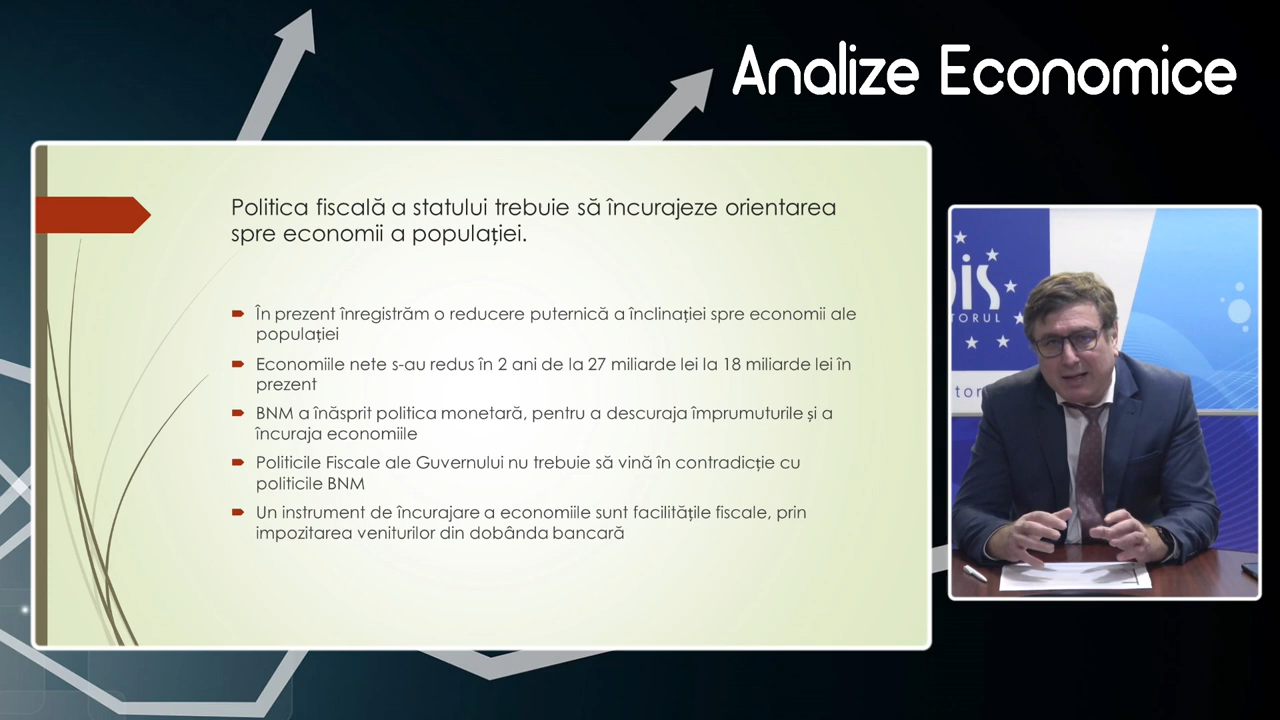 Analize Economice
Politica fiscală a statului trebuie să încurajeze orientarea
spre economii a populației.
În prezent înregistrăm o reducere puternică a înclinației spre economii ale
populației
Economiile nete s-au redus în 2 ani de la 27 miliarde lei la 18 miliarde lei în
prezent
BNM a înăsprit politica monetară, pentru a descuraja împrumuturile și a
încuraja economiile
Politicile Fiscale ale Guvernului nu trebuie să vină în contradicție cu
politicile BNM
Un instrument de încurajare a economiile sunt facilitățile fiscale, prin
impozitarea veniturilor din dobânda bancară